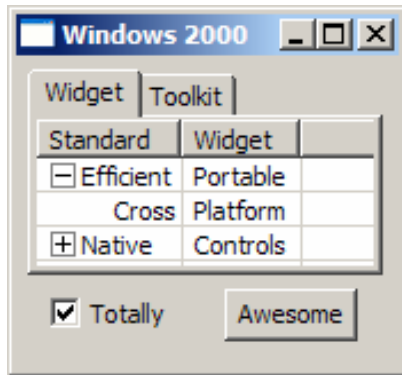 Windows 2000
Widget Toolkit
Standard Widget
Efficient Portable
Cross Platform
Native Controls
Totally Awesome